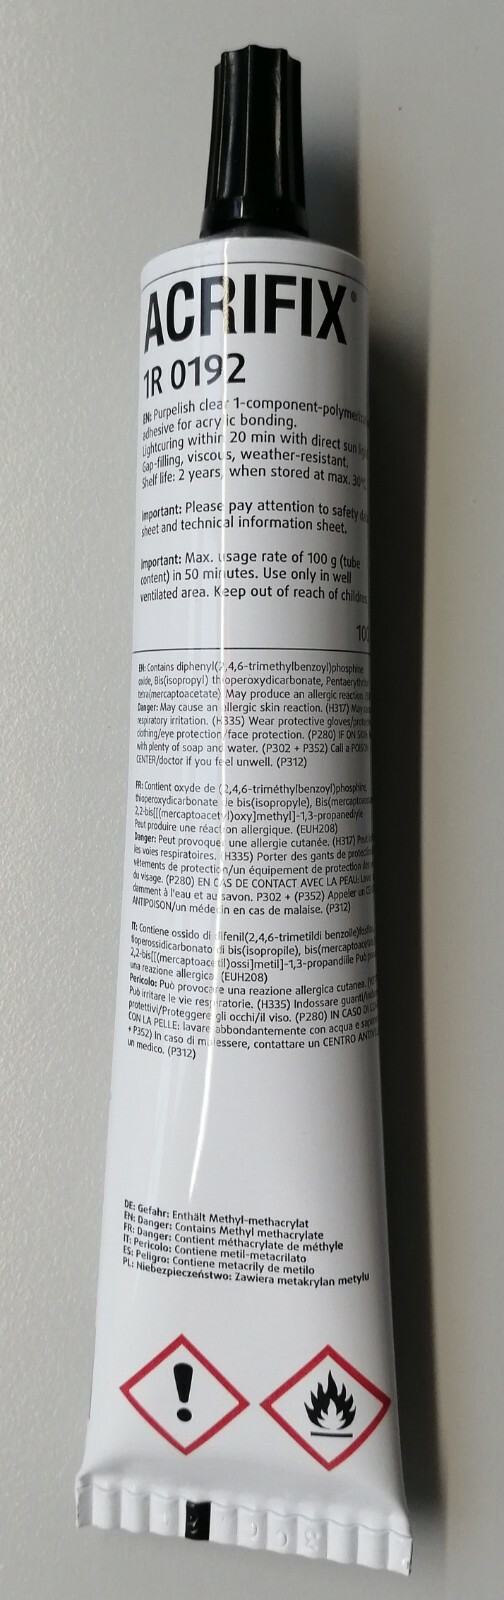 ACRIFIX®
1R 0192
EN: Purpelish clear 1-component-polymeriz
adhesive for acrylic bonding.
Lightcuring within 20 min with direct sun
Gap-filling, viscous, weather-resistant.
Shelf life: 2 years, when stored at max. 30°
Important: Please pay attention to safety da
sheet and technical information sheet.
Important: Max. usage rate of 100 g (tube
content) in 50 minutes. Use only in well
ventilated area. Keep out of reach of children.
100
EN: Contains diphenyl(2,4,6-trimethylbenzoyl)phosphine
oxide, Bis(isopropyl) thioperoxydicarbonate, Pentaerythr
tetra(mercaptoacetate) May produce an allergic reaction.
Danger: May cause an allergic skin reaction. (H317) May
respiratory irritation. (H335) Wear protective gloves/prote
clothing/eye protection/face protection. (P280) IF ON SKIN:
with plenty of soap and water. (P302 + P352) Call a POISON
CENTER/doctor if you feel unwell. (P312)
FR: Contient oxyde de (2,4,6-triméthylbenzoyl)phosphine,
thioperoxydicarbonate de bis(isopropyle), Bis(mercaptoace
2,2-bis[[(mercaptoacetyl)oxy]methyl]-1,3-propanediyle
Peut produire une réaction allergique. (EUH208)
Danger: Peut provoquer une allergie cutanée. (H317) Peut
les voies respiratoires. (H335) Porter des gants de protection
vêtements de protection/un équipement de protection des
du visage. (P280) EN CAS DE CONTACT AVEC LA PEAU: Laver
damment à l'eau et au savon. P302 + (P352) Appeler un CE
ANTIPOISON/un médecin en cas de malaise. (P312)
IT: Contiene ossido di difenil(2,4,6-trimetildi benzolle)fosfi
tioperossidicarbonato di bis(isopropile), bis(mercaptoacet
2,2-bis[[(mercaptoacetil)ossi]metil]-1,3-propandiile Può p
una reazione allergica. (EUH208)
Pericolo: Può provocare una reazione allergica cutanea.
Può irritare le vie respiratorie. (H335) Indossare guanti/
protettivi/Proteggere gli occhi/il viso. (P280) IN CASO DI CO
CON LA PELLE: lavare abbondantemente con acqua e sapone
+ P352) In caso di malessere, contattare un CENTRO ANTIV
un medico. (P312)
DE: Gefahr: Enthält Methyl-methacrylat
EN: Danger: Contains Methyl methacrylate
FR: Danger: Contient méthacrylate de méthyle
IT: Pericolo: Contiene metil-metacrilato
ES: Peligro: Contiene metacrily de metilo
PL: Niebezpieczeństwo: Zawiera metakrylan metylu